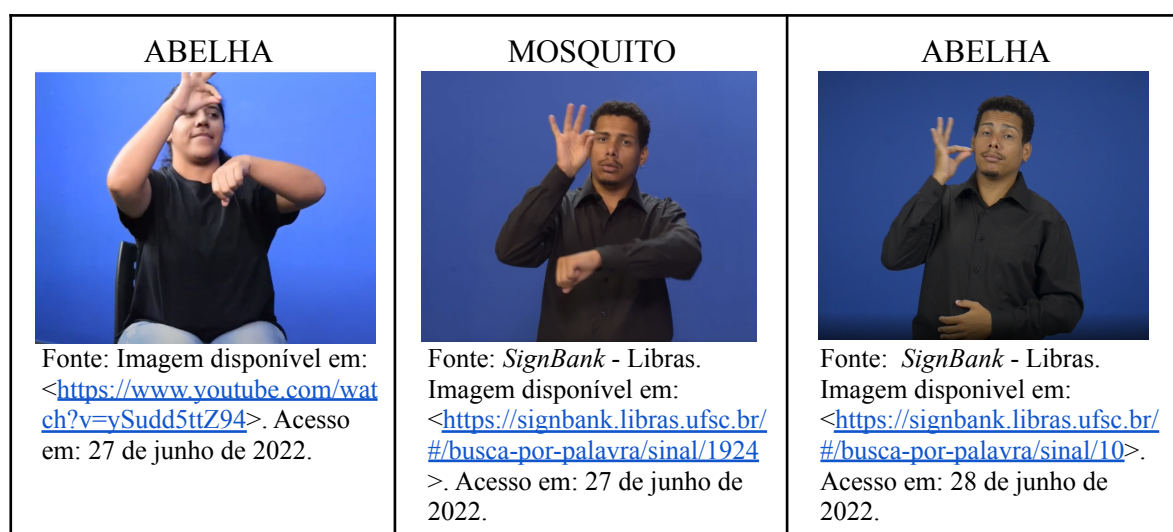 ABELHA
Fonte: Imagem disponível em:
<https://www.youtube.com/wat
ch?v=ySudd5ttZ94>. Acesso
em: 27 de junho de 2022.
MOSQUITO
Fonte: SignBank - Libras.
Imagem disponível em:
<https://signbank.libras.ufsc.br/
#/busca-por-palavra/sinal/1924
>. Acesso em: 27 de junho de
2022.
ABELHA
Fonte: SignBank - Libras.
Imagem disponivel em:
<https://signbank.libras.ufsc.br/
#/busca-por-palavra/sinal/10>.
Acesso em: 28 de junho de
2022.